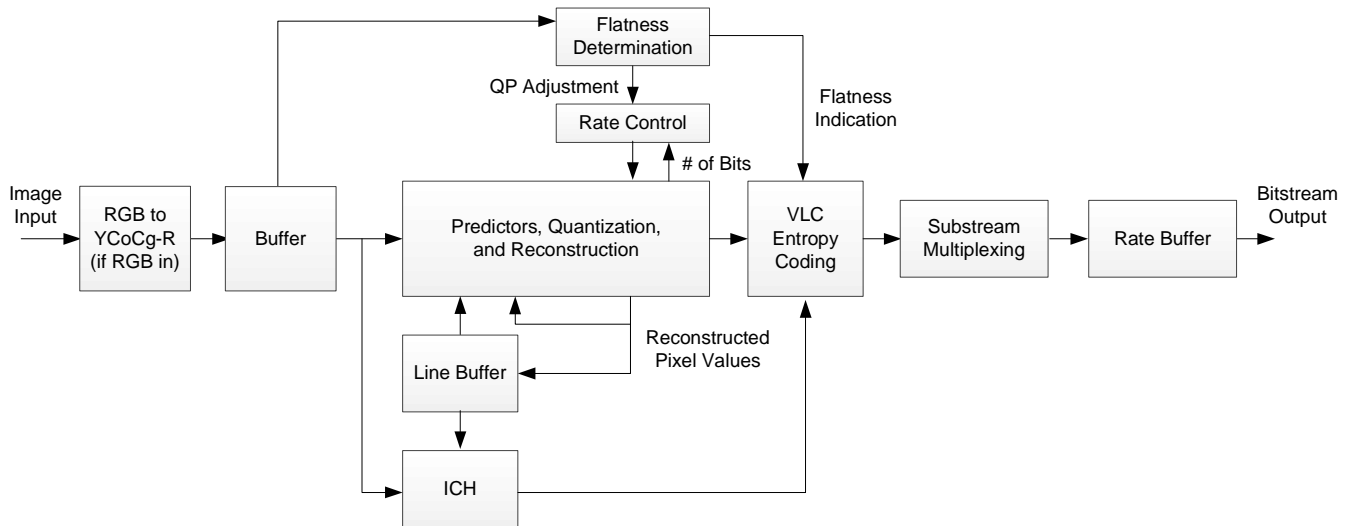 Flatness
Determination
QP Adjustment
Flatness
Indication
Rate Control
# of Bits
Image
Input
RGB to
YCoCg-R
(if RGB in)
Buffer
Predictors, Quantization,
and Reconstruction
VLC
Entropy
Coding
Substream
Multiplexing
Rate Buffer
Bitstream
Output
Line Buffer
Reconstructed
Pixel Values
ICH